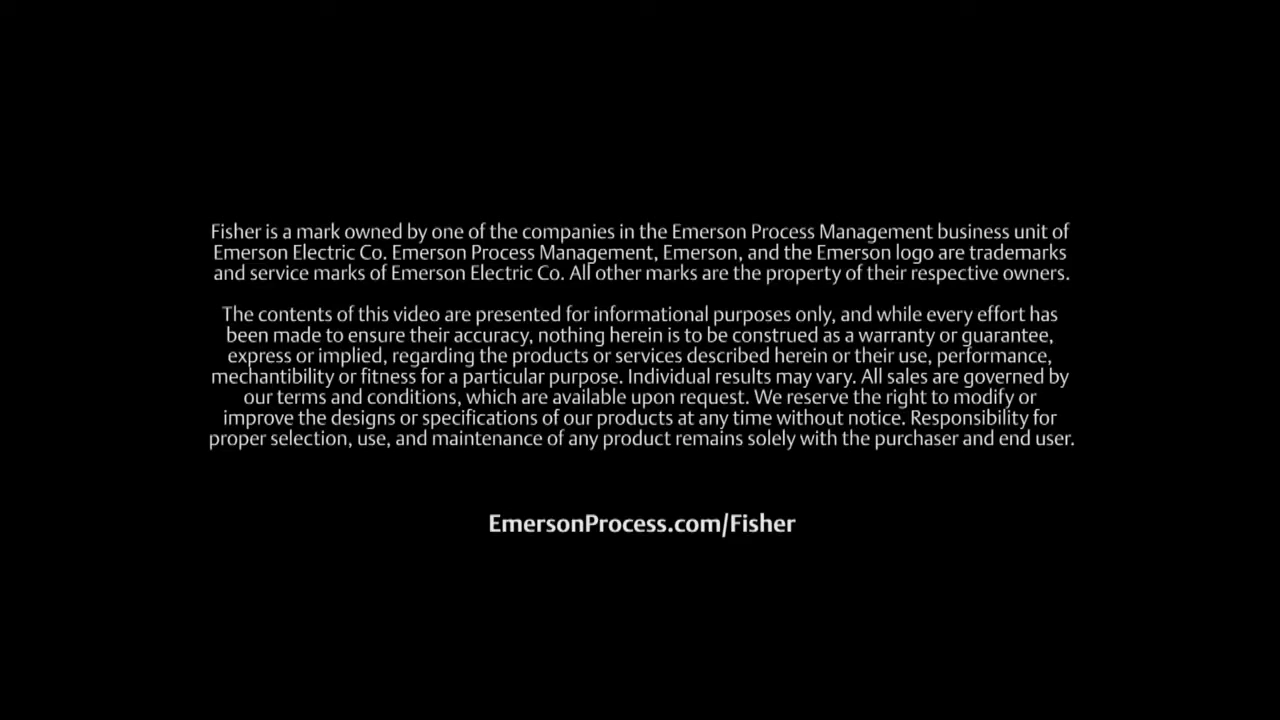 Fisher is a mark owned by one of the companies in the Emerson Process Management business unit of
Emerson Electric Co. Emerson Process Management, Emerson, and the Emerson logo are trademarks
and service marks of Emerson Electric Co. All other marks are the property of their respective owners.
The contents of this video are presented for informational purposes only, and while every effort has
been made to ensure their accuracy, nothing herein is to be construed as a warranty or guarantee,
express or implied, regarding the products or services described herein or their use, performance,
mechantibility or fitness for a particular purpose. Individual results may vary. All sales are governed by
our terms and conditions, which are available upon request. We reserve the right to modify or
improve the designs or specifications of our products at any time without notice. Responsibility for
proper selection, use, and maintenance of any product remains solely with the purchaser and end user.
EmersonProcess.com/Fisher